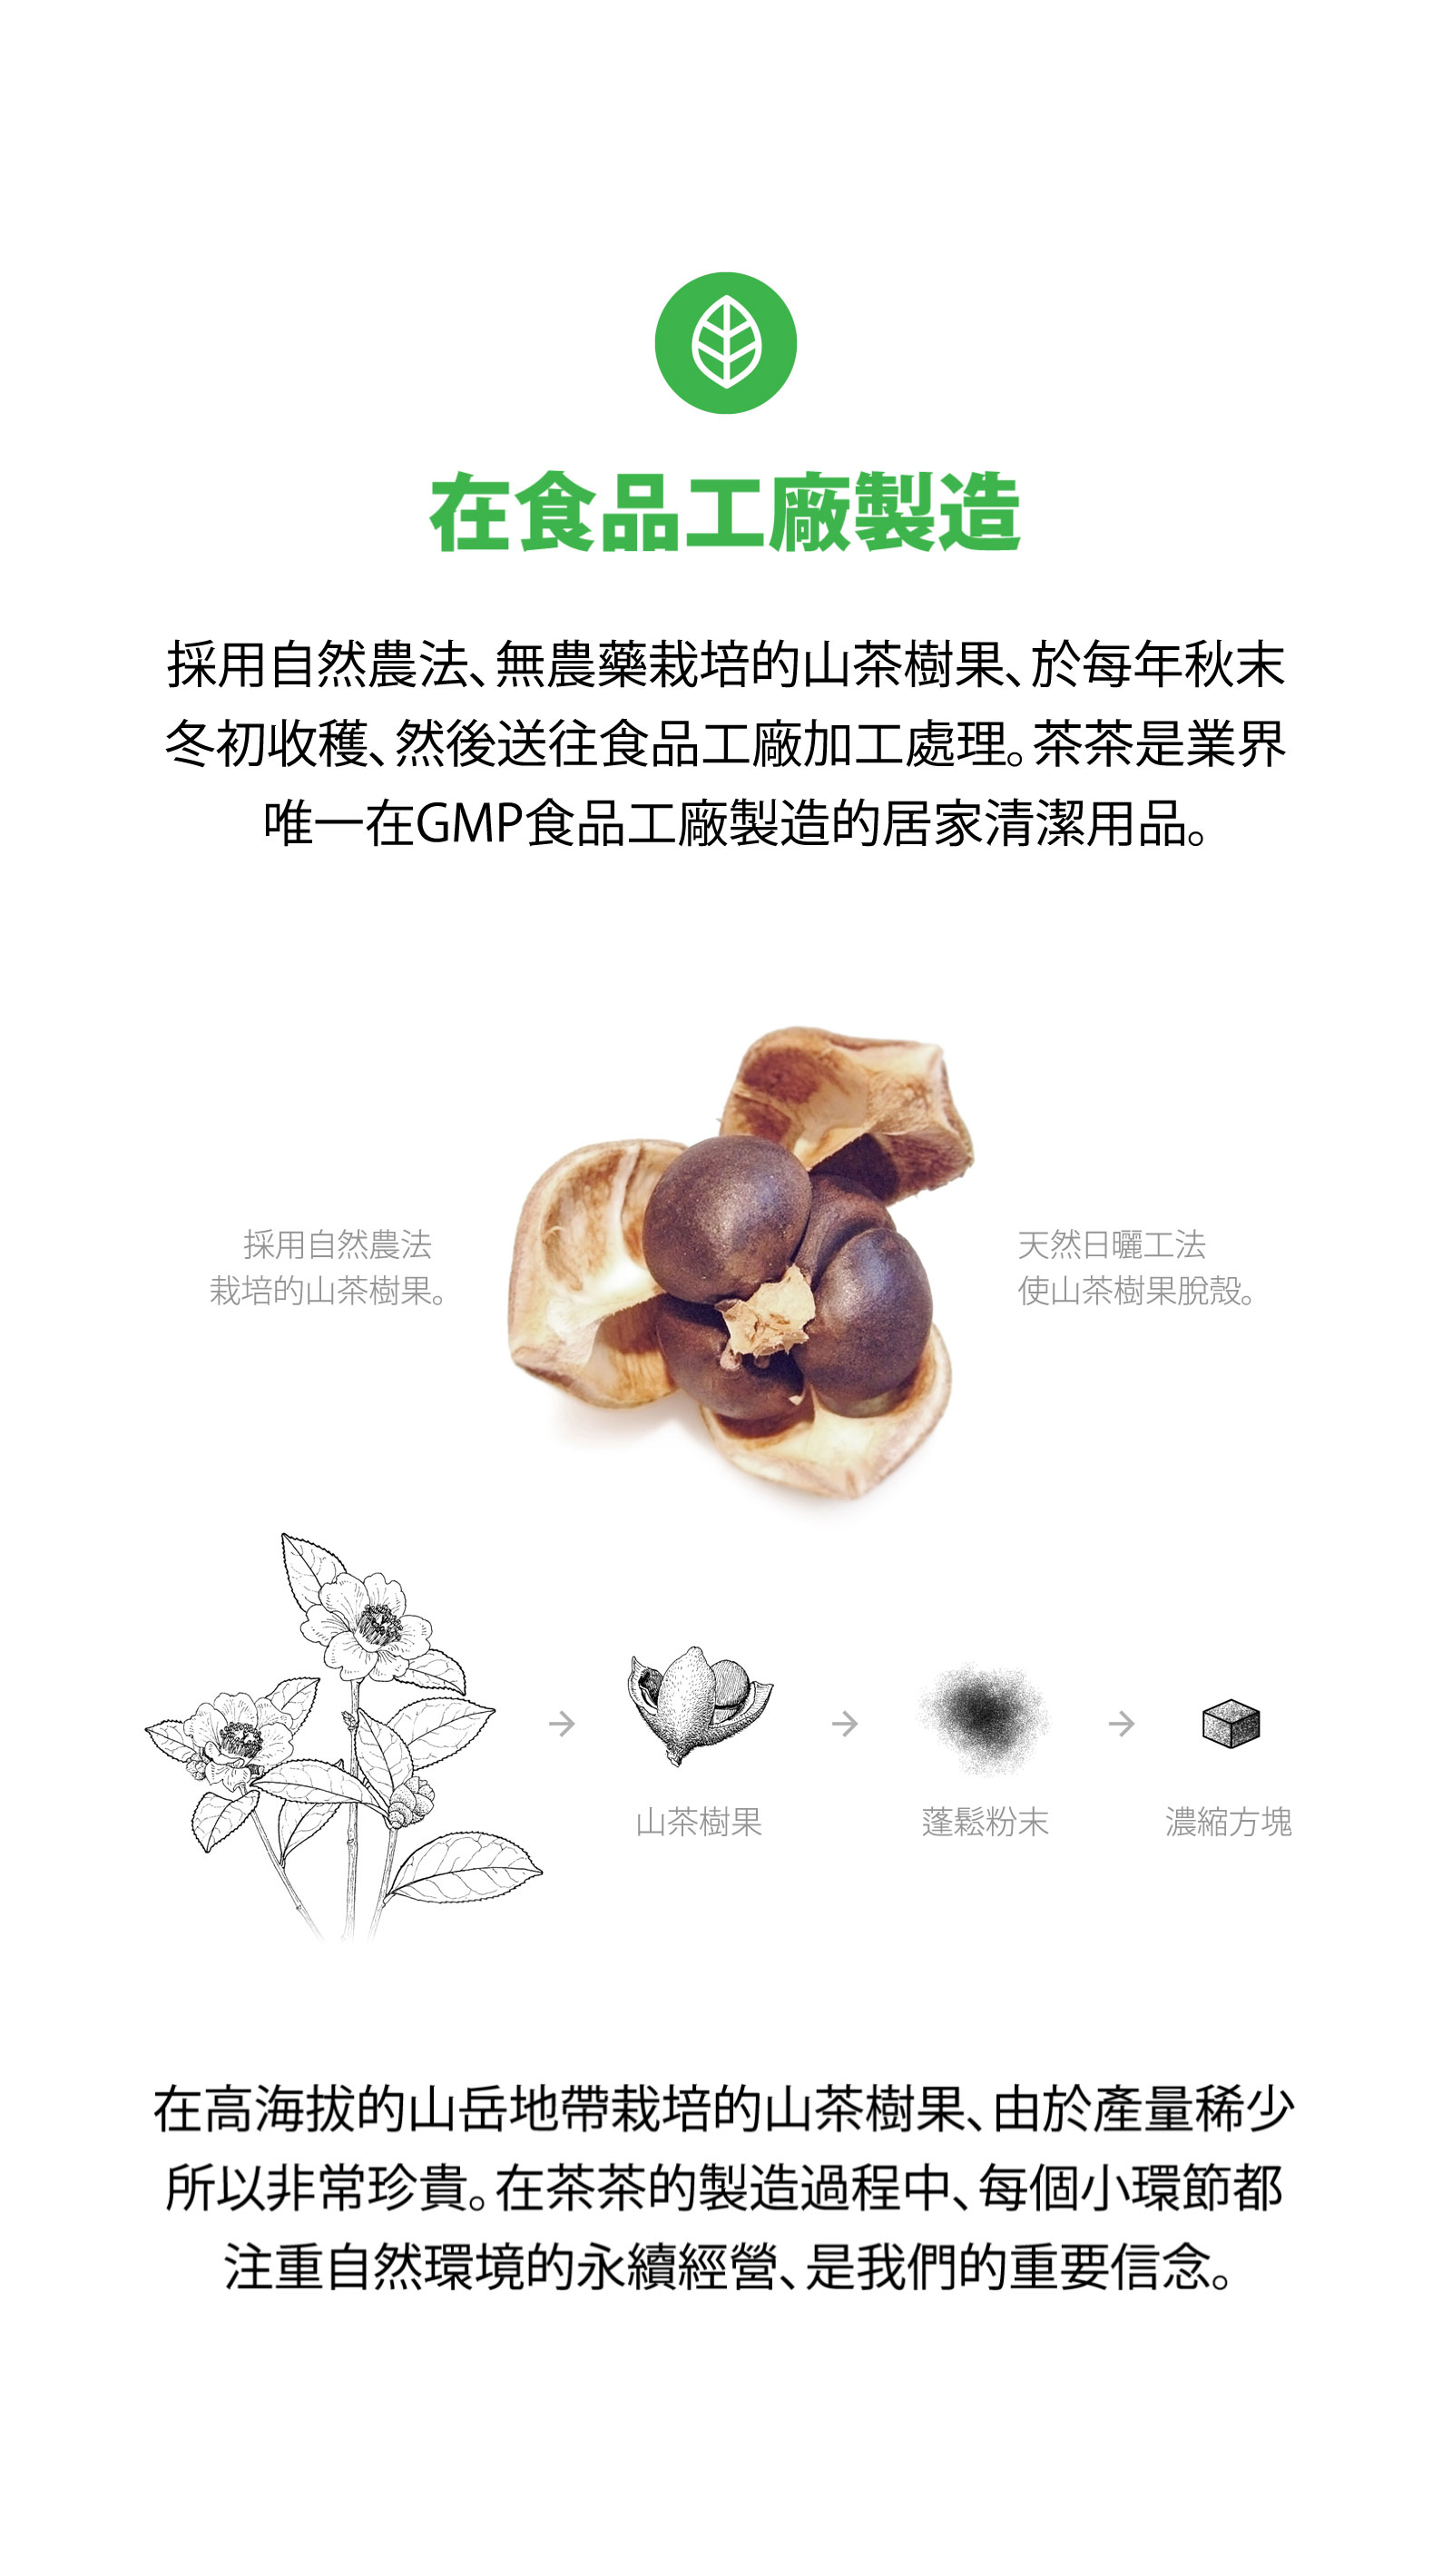 在食品工廠製造
採用自然農法、無農藥栽培的山茶樹果、於每年秋末
冬初收穫、然後送往食品工廠加工處理。茶茶是業界
唯一在GMP食品工廠製造的居家清潔用品。
採用自然農法
栽培的山茶樹果。
天然日曬工法
使山茶樹果脫殼。
山茶樹果
蓬鬆粉末
濃縮方塊
在高海拔的山岳地帶栽培的山茶樹果、由於產量稀少
所以非常珍貴。在茶茶的製造過程中、每個小環節都
注重自然環境的永續經營、是我們的重要信念。